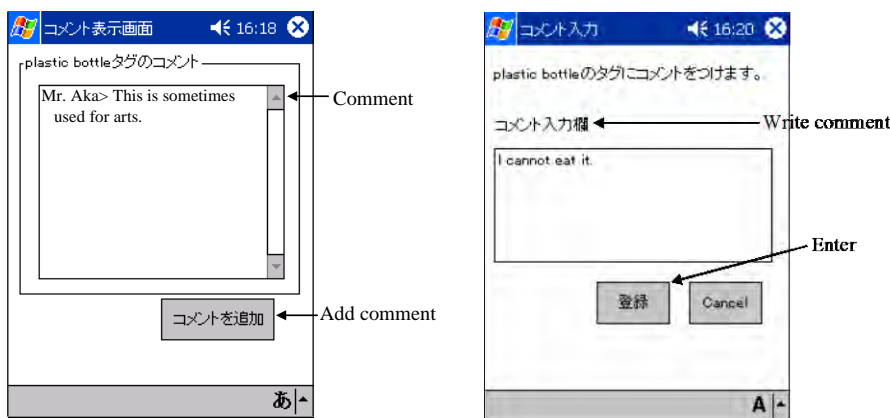 コメント表示画面 16:18
plastic bottleタグのコメント
Mr. Aka> This is sometimes
used for arts.
Comment
コメントを追加
Add comment
あ
コメント入力 16:20
plastic bottleのタグにコメントをつけます。
コメント入力欄
Write comment
I cannot eat it.
Enter
登録
Cancel
A